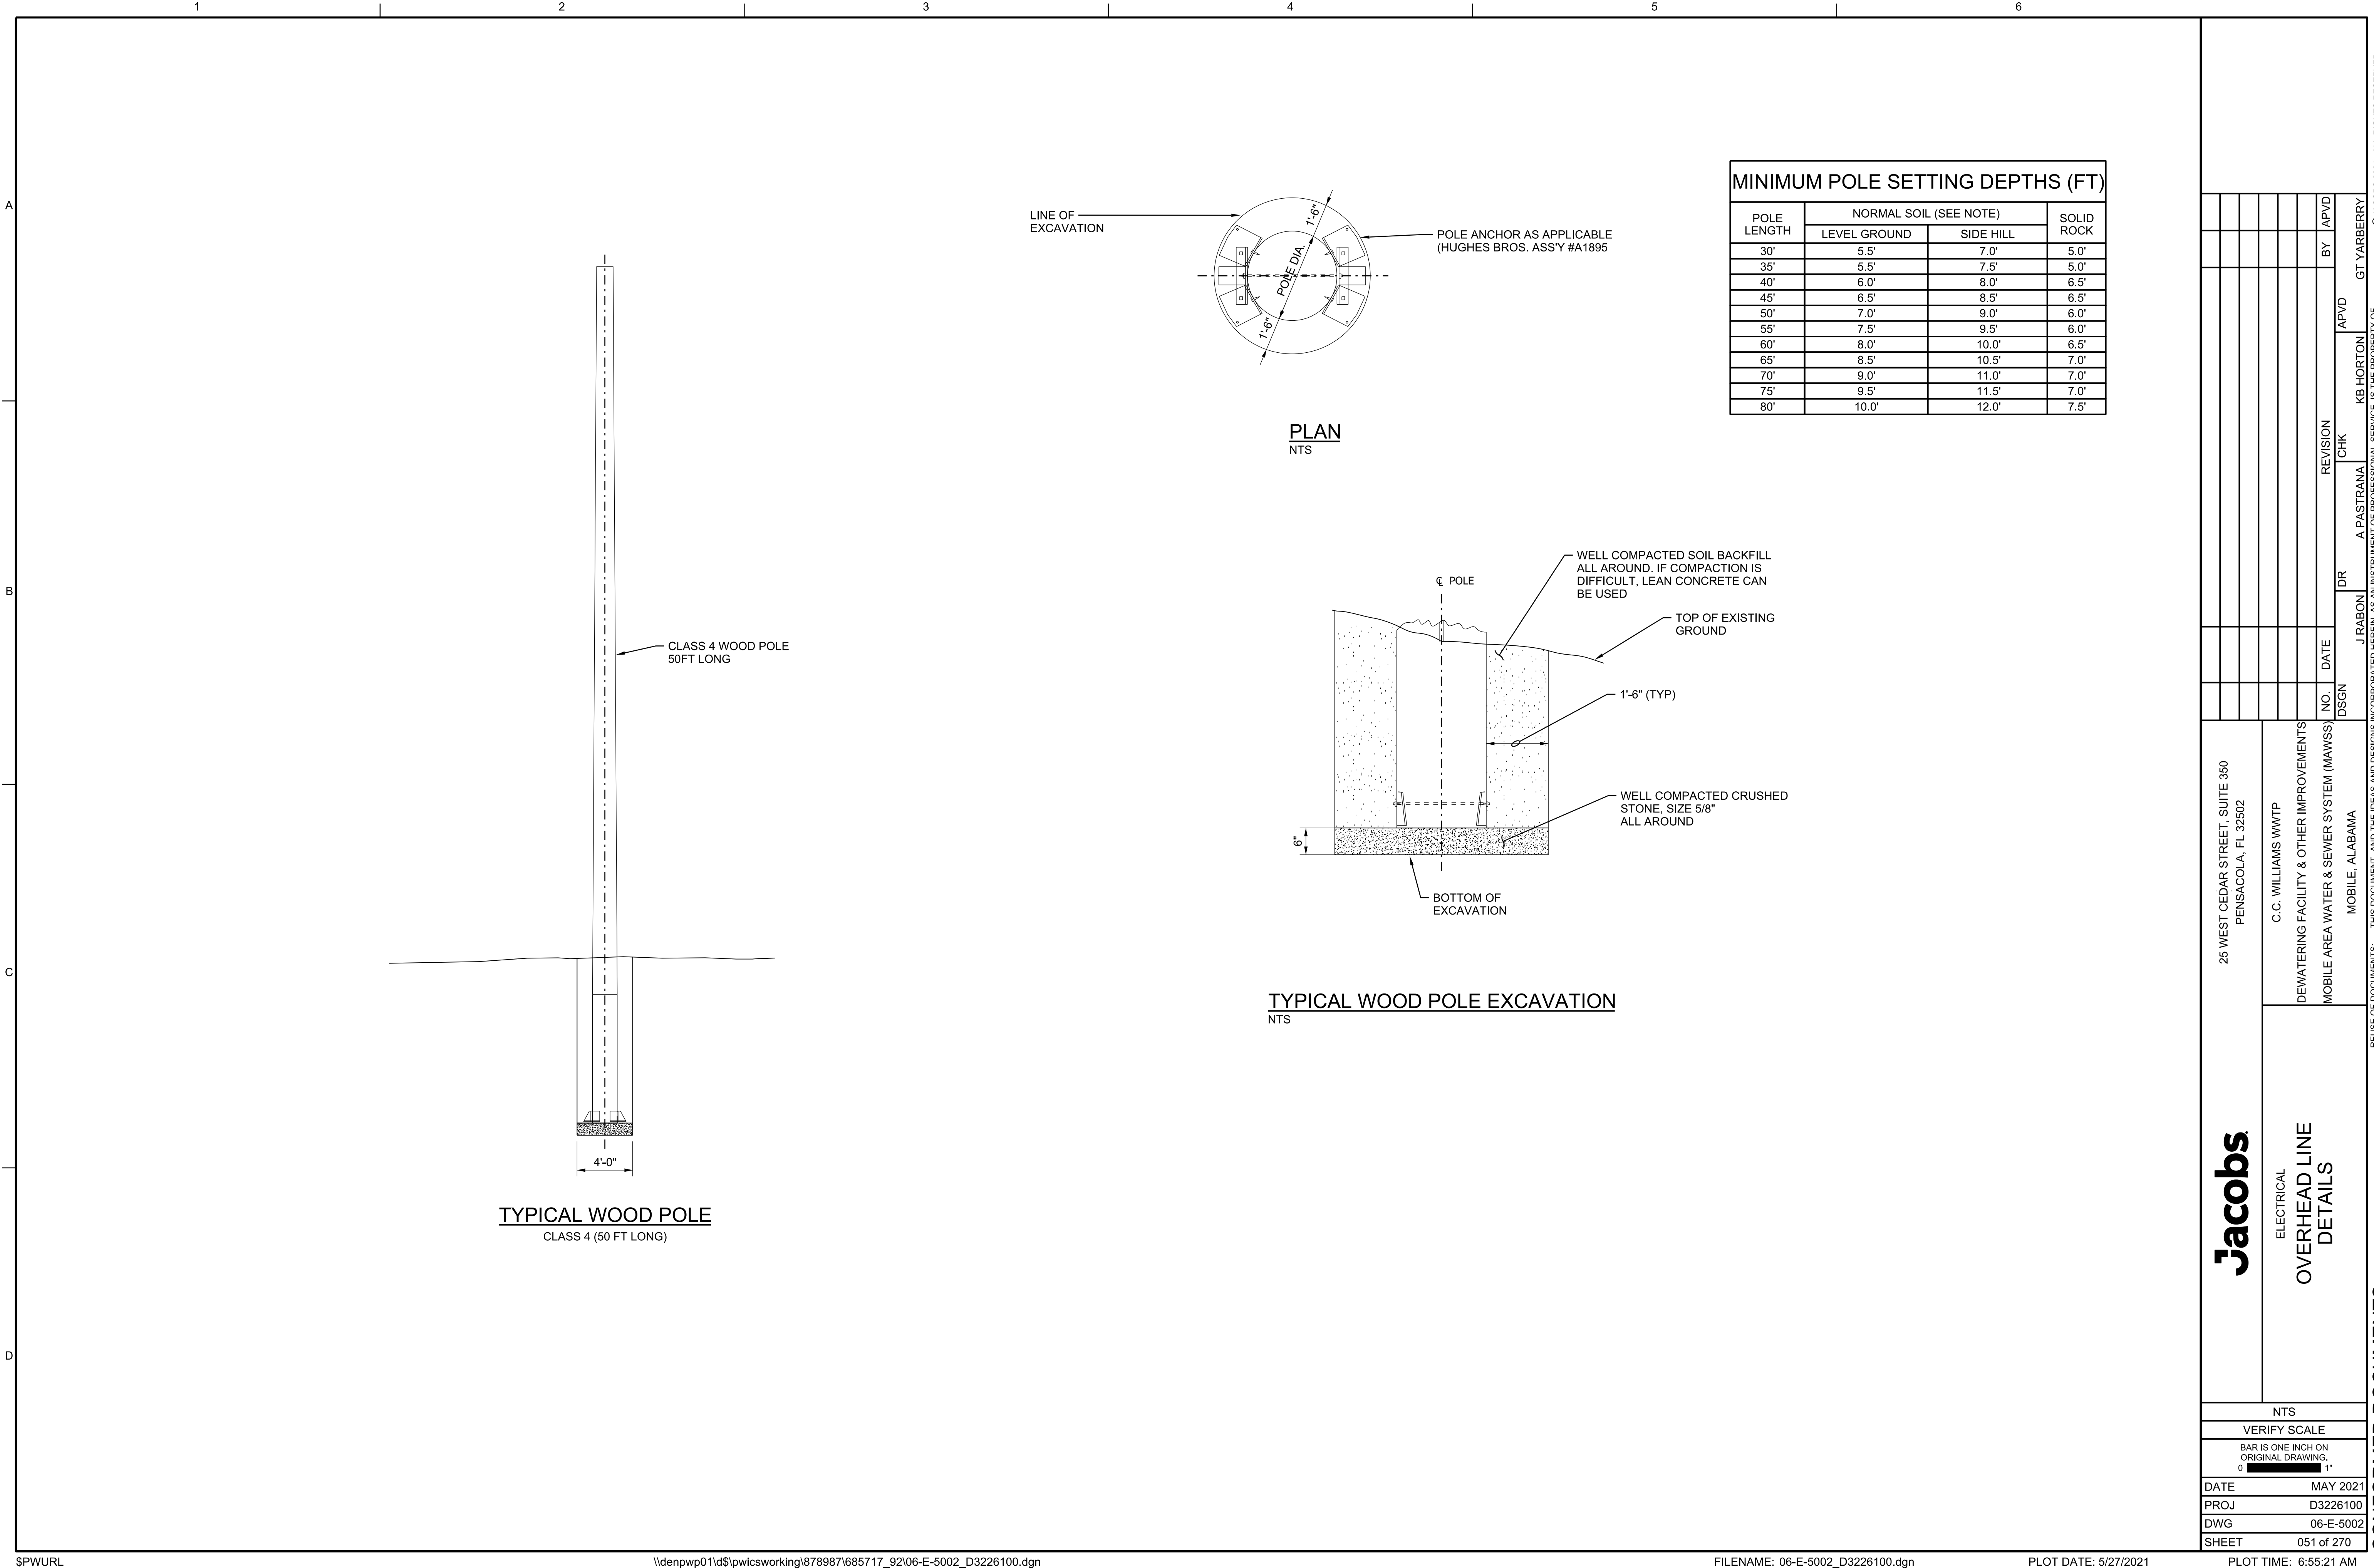 1 2 3 4 5 6
A
B
C
D
LINE OF
EXCAVATION
1'-6"
POLE DIA.
1'-6"
POLE ANCHOR AS APPLICABLE
(HUGHES BROS. ASS'Y #A1895
PLAN
NTS
MINIMUM POLE SETTING DEPTHS (FT)
POLE LENGTH NORMAL SOIL (SEE NOTE) SOLID ROCK
LEVEL GROUND SIDE HILL
30' 5.5' 7.0' 5.0'
35' 5.5' 7.5' 5.0'
40' 6.0' 8.0' 6.5'
45' 6.5' 8.5' 6.5'
50' 7.0' 9.0' 6.0'
55' 7.5' 9.5' 6.0'
60' 8.0' 10.0' 6.5'
65' 8.5' 10.5' 7.0'
70' 9.0' 11.0' 7.0'
75' 9.5' 11.5' 7.0'
80' 10.0' 12.0' 7.5'
CLASS 4 WOOD POLE
50FT LONG
4'-0"
TYPICAL WOOD POLE
CLASS 4 (50 FT LONG)
℄ POLE
WELL COMPACTED SOIL BACKFILL
ALL AROUND. IF COMPACTION IS
DIFFICULT, LEAN CONCRETE CAN
BE USED
TOP OF EXISTING
GROUND
1'-6" (TYP)
WELL COMPACTED CRUSHED
STONE, SIZE 5/8"
ALL AROUND
6"
BOTTOM OF
EXCAVATION
TYPICAL WOOD POLE EXCAVATION
NTS
NO. DATE REVISION BY APVD
DSGN DR CHK APVD
J RABON A PASTRANA KB HORTON GT YARBERRY
25 WEST CEDAR STREET, SUITE 350
PENSACOLA, FL 32502
C.C. WILLIAMS WWTP
DEWATERING FACILITY & OTHER IMPROVEMENTS
MOBILE AREA WATER & SEWER SYSTEM (MAWSS)
MOBILE, ALABAMA
Jacobs
ELECTRICAL
OVERHEAD LINE
DETAILS
NTS
VERIFY SCALE
BAR IS ONE INCH ON
ORIGINAL DRAWING.
0 1"
DATE MAY 2021
PROJ D3226100
DWG 06-E-5002
SHEET 051 of 270
$PWURL \\denpwp01\d$\pwicsworking\878987\685717_92\06-E-5002_D3226100.dgn FILENAME: 06-E-5002_D3226100.dgn PLOT DATE: 5/27/2021 PLOT TIME: 6:55:21 AM